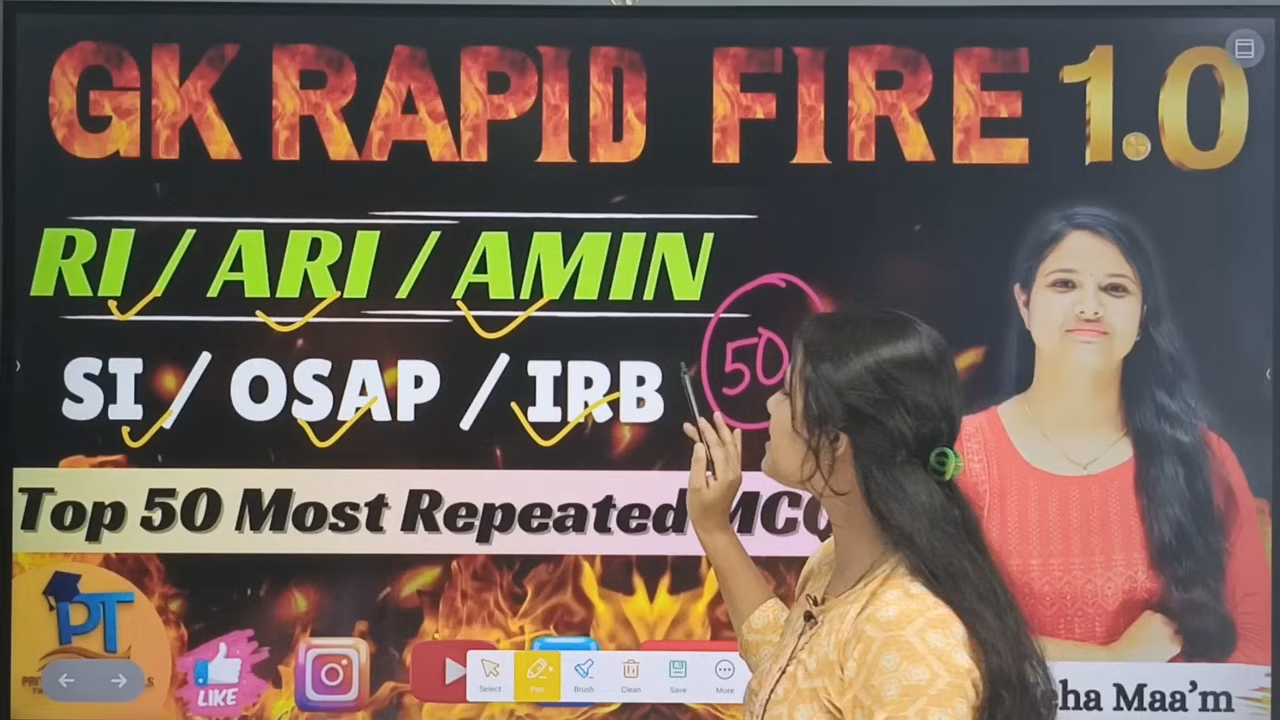 GK RAPID FIRE 1.0
RI / ARI / AMIN
50
SI / OSAP / IRB
Top 50 Most Repeated
PT
LIKE
Select
Pen
Brush
Clean
Save
More
Maa'm